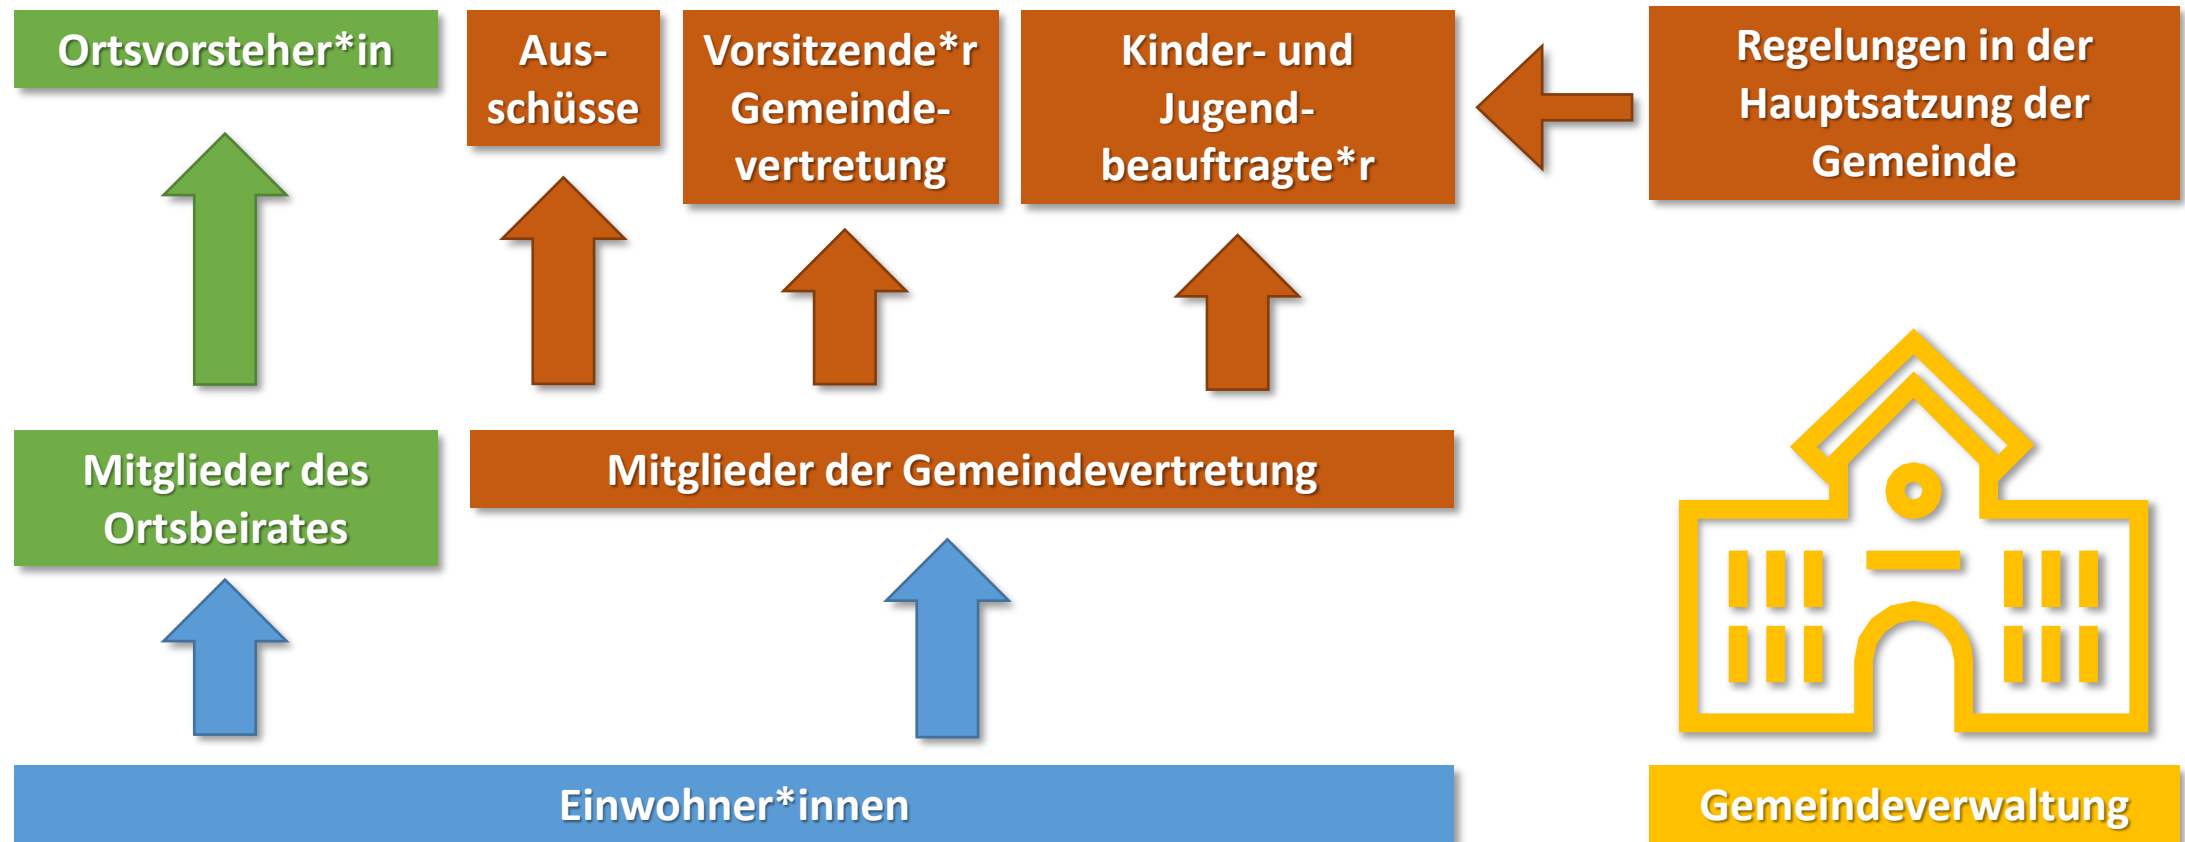 Ortsvorsteher*in
Aus-
schüsse
Vorsitzende*r
Gemeinde-
vertretung
Kinder- und
Jugend-
beauftragte*r
Regelungen in der
Hauptsatzung der
Gemeinde
Mitglieder des
Ortsbeirates
Mitglieder der Gemeindevertretung
Einwohner*innen
Gemeindeverwaltung